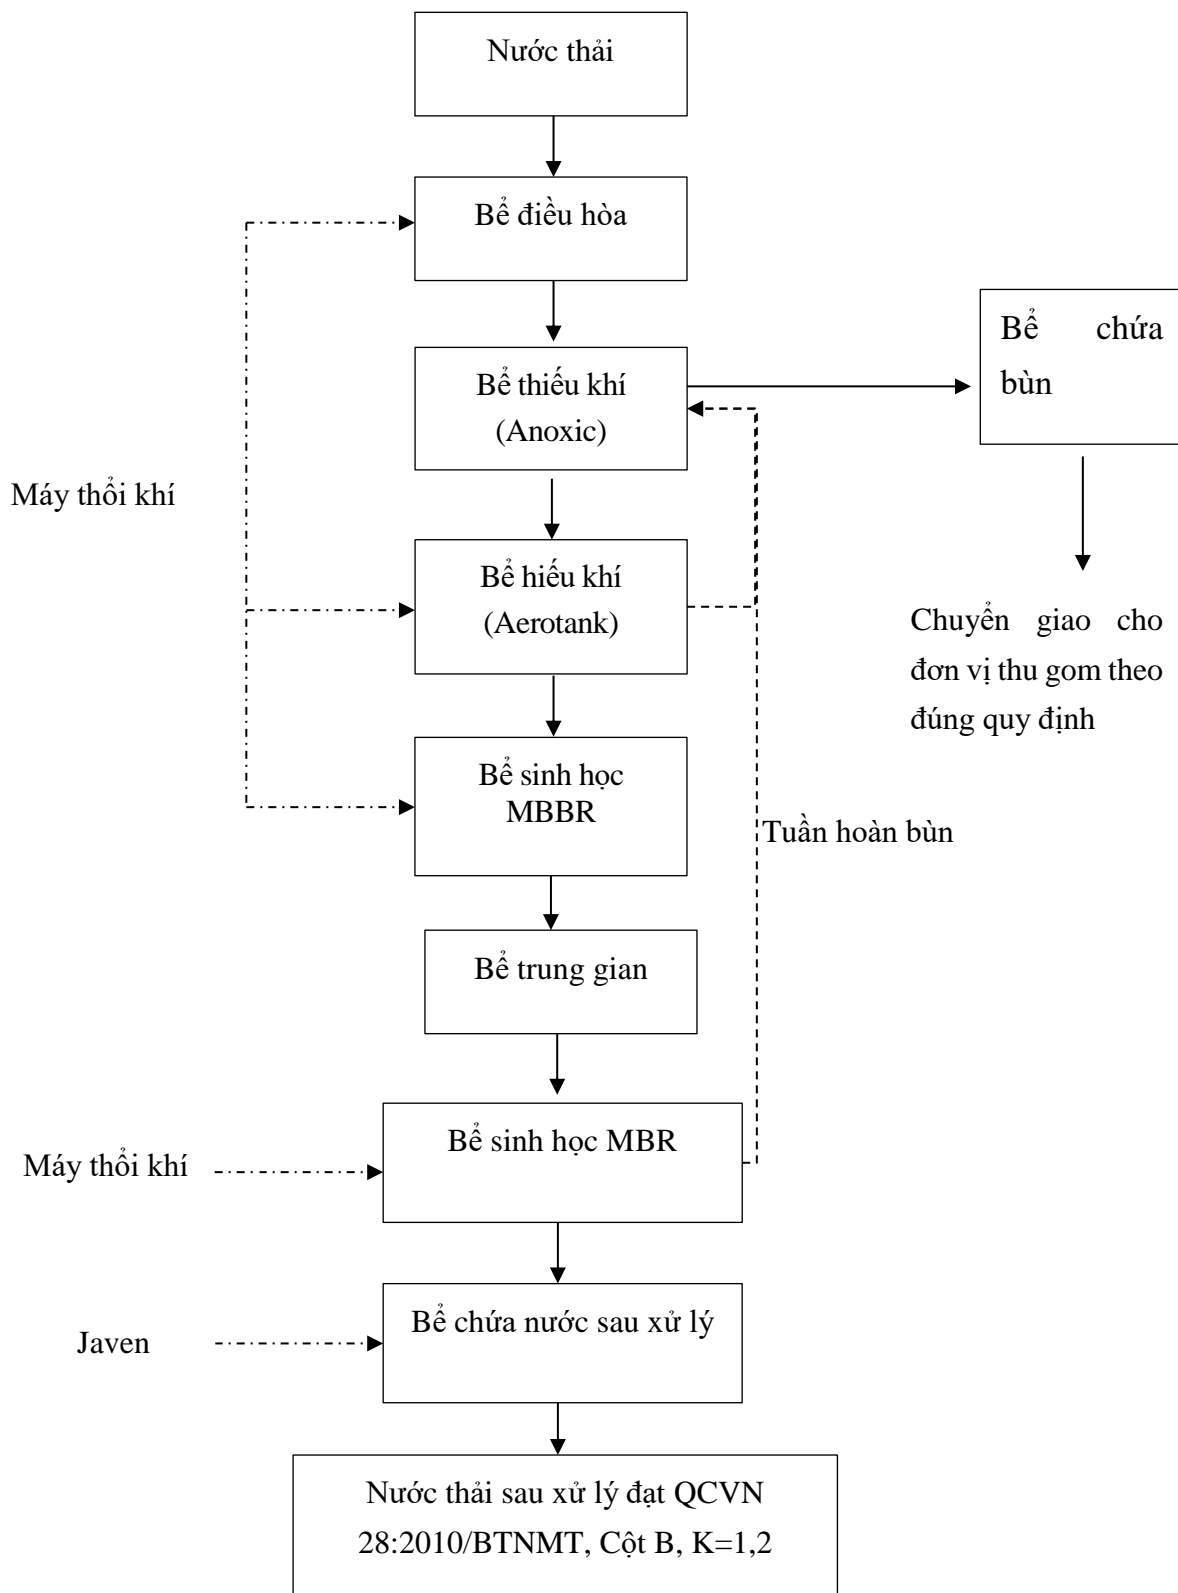 Nước thải
Bể điều hòa
Bể chứa
bùn
Bể thiếu khí
(Anoxic)
Máy thổi khí
Bể hiếu khí
(Aerotank)
Chuyển giao cho
đơn vị thu gom theo
đúng quy định
Bể sinh học
MBBR
Tuần hoàn bùn
Bể trung gian
Bể sinh học MBR
Máy thổi khí
Bể chứa nước sau xử lý
Javen
Nước thải sau xử lý đạt QCVN
28:2010/BTNMT, Cột B, K=1,2